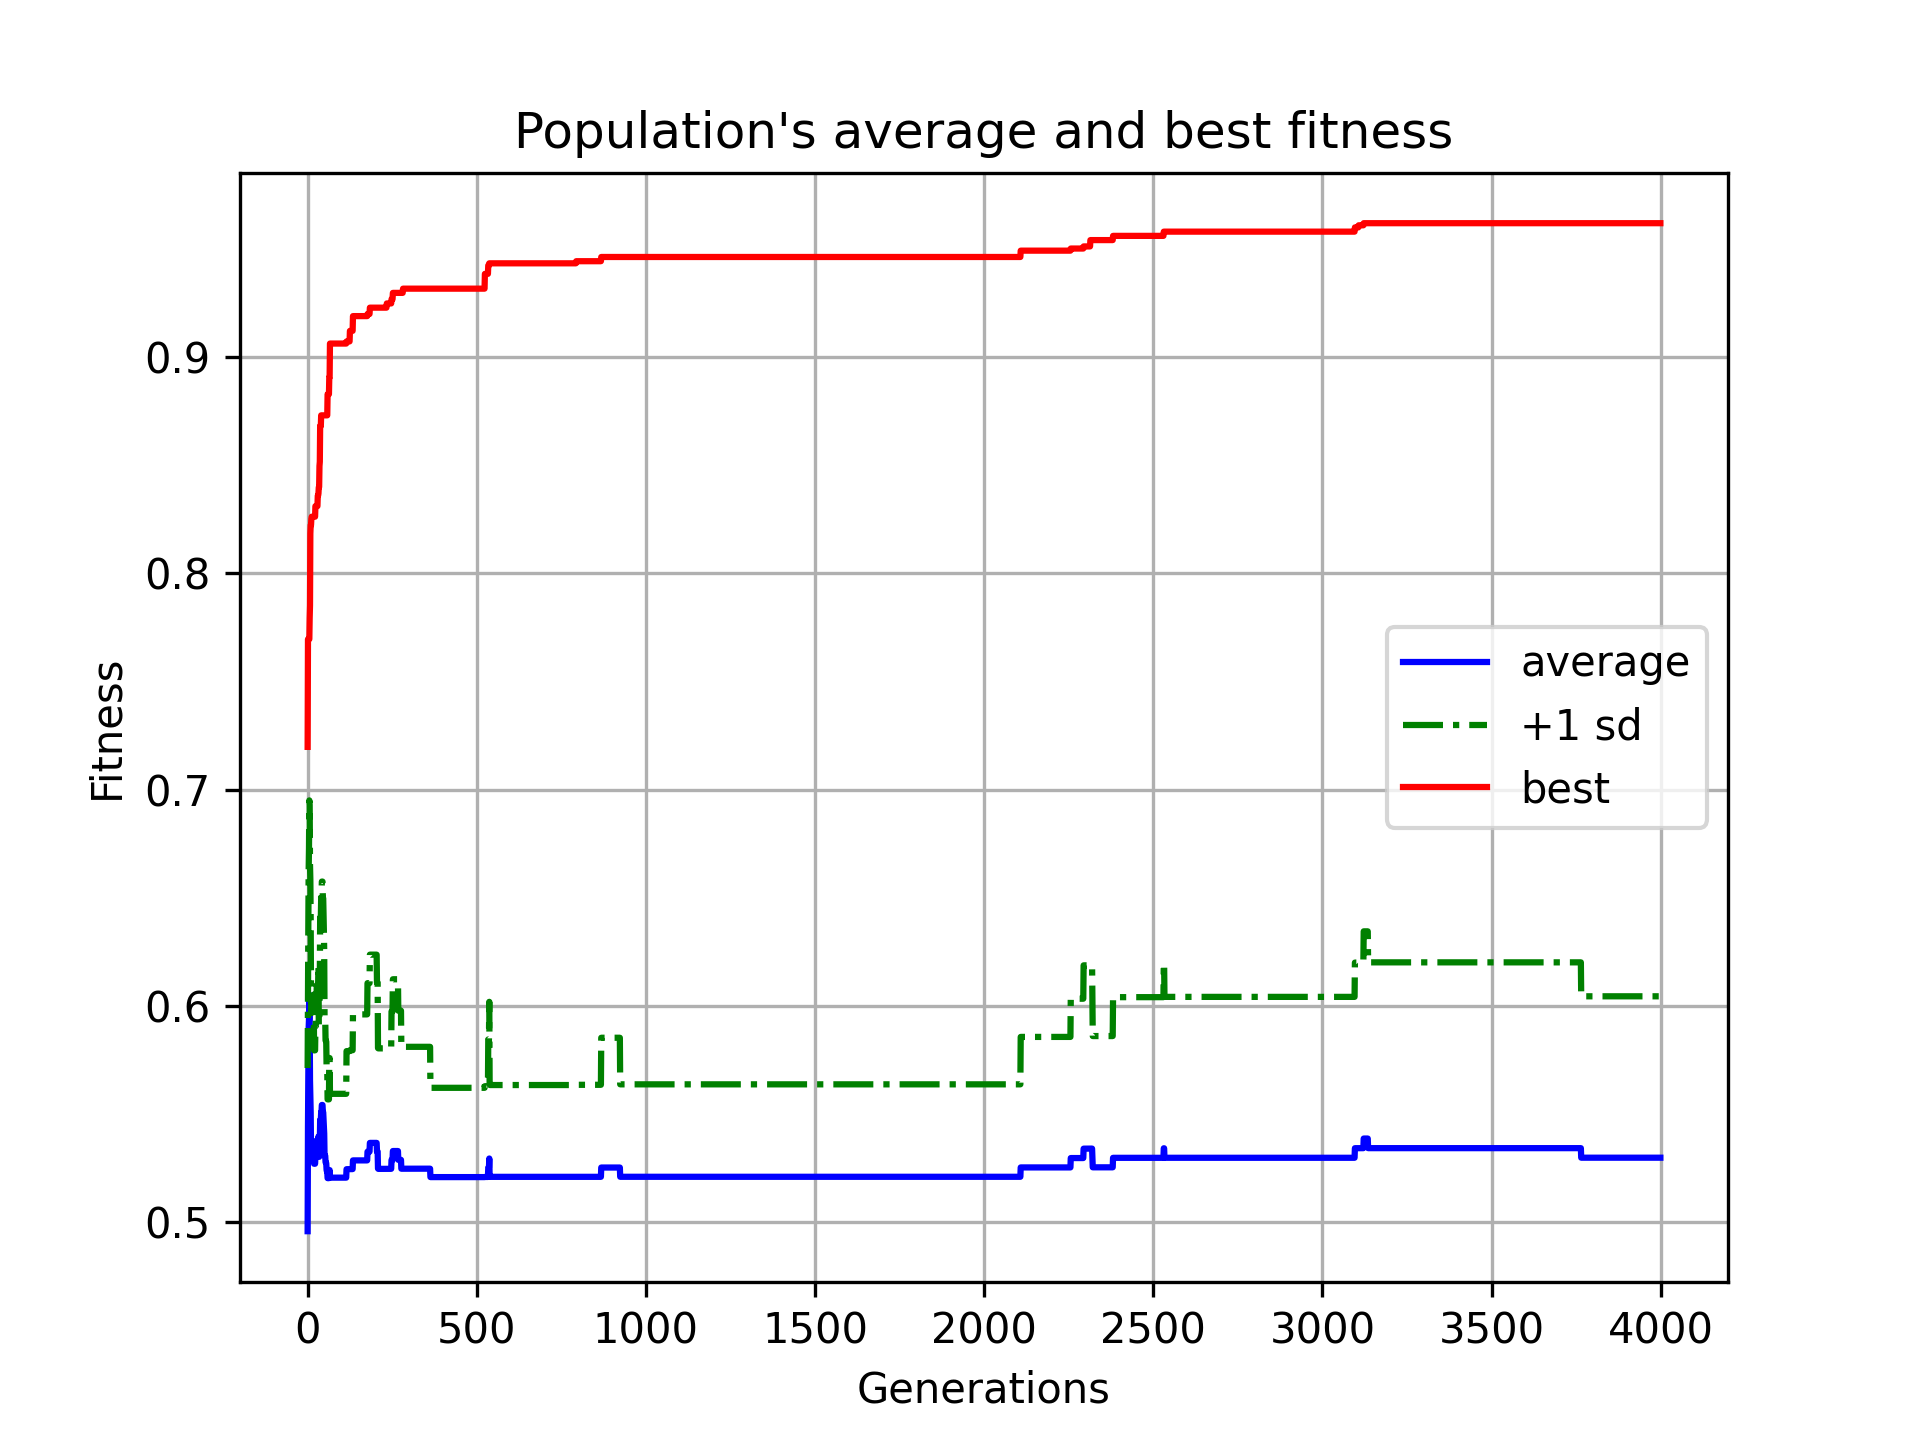 Population's average and best fitness
Fitness
0.9
0.8
0.7
0.6
0.5
average
+1 sd
best
0 500 1000 1500 2000 2500 3000 3500 4000
Generations